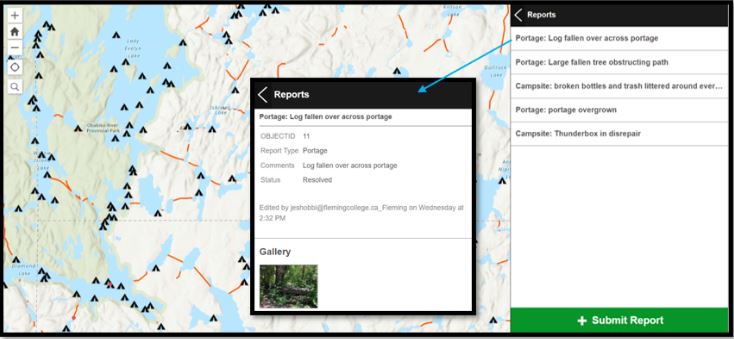 Lady
Evelyn
Lake
Obabika River
Provincial Park
Diamond
Lake
Reports
Portage: Log fallen over across portage
OBJECTID 11
Report Type Portage
Comments Log fallen over across portage
Status Resolved
Edited by jeshobbi@flemingcollege.ca_Fleming on Wednesday at
2:32 PM
Gallery
Reports
Portage: Log fallen over across portage
Portage: Large fallen tree obstructing path
Campsite: broken bottles and trash littered around ever...
Portage: portage overgrown
Campsite: Thunderbox in disrepair
+ Submit Report